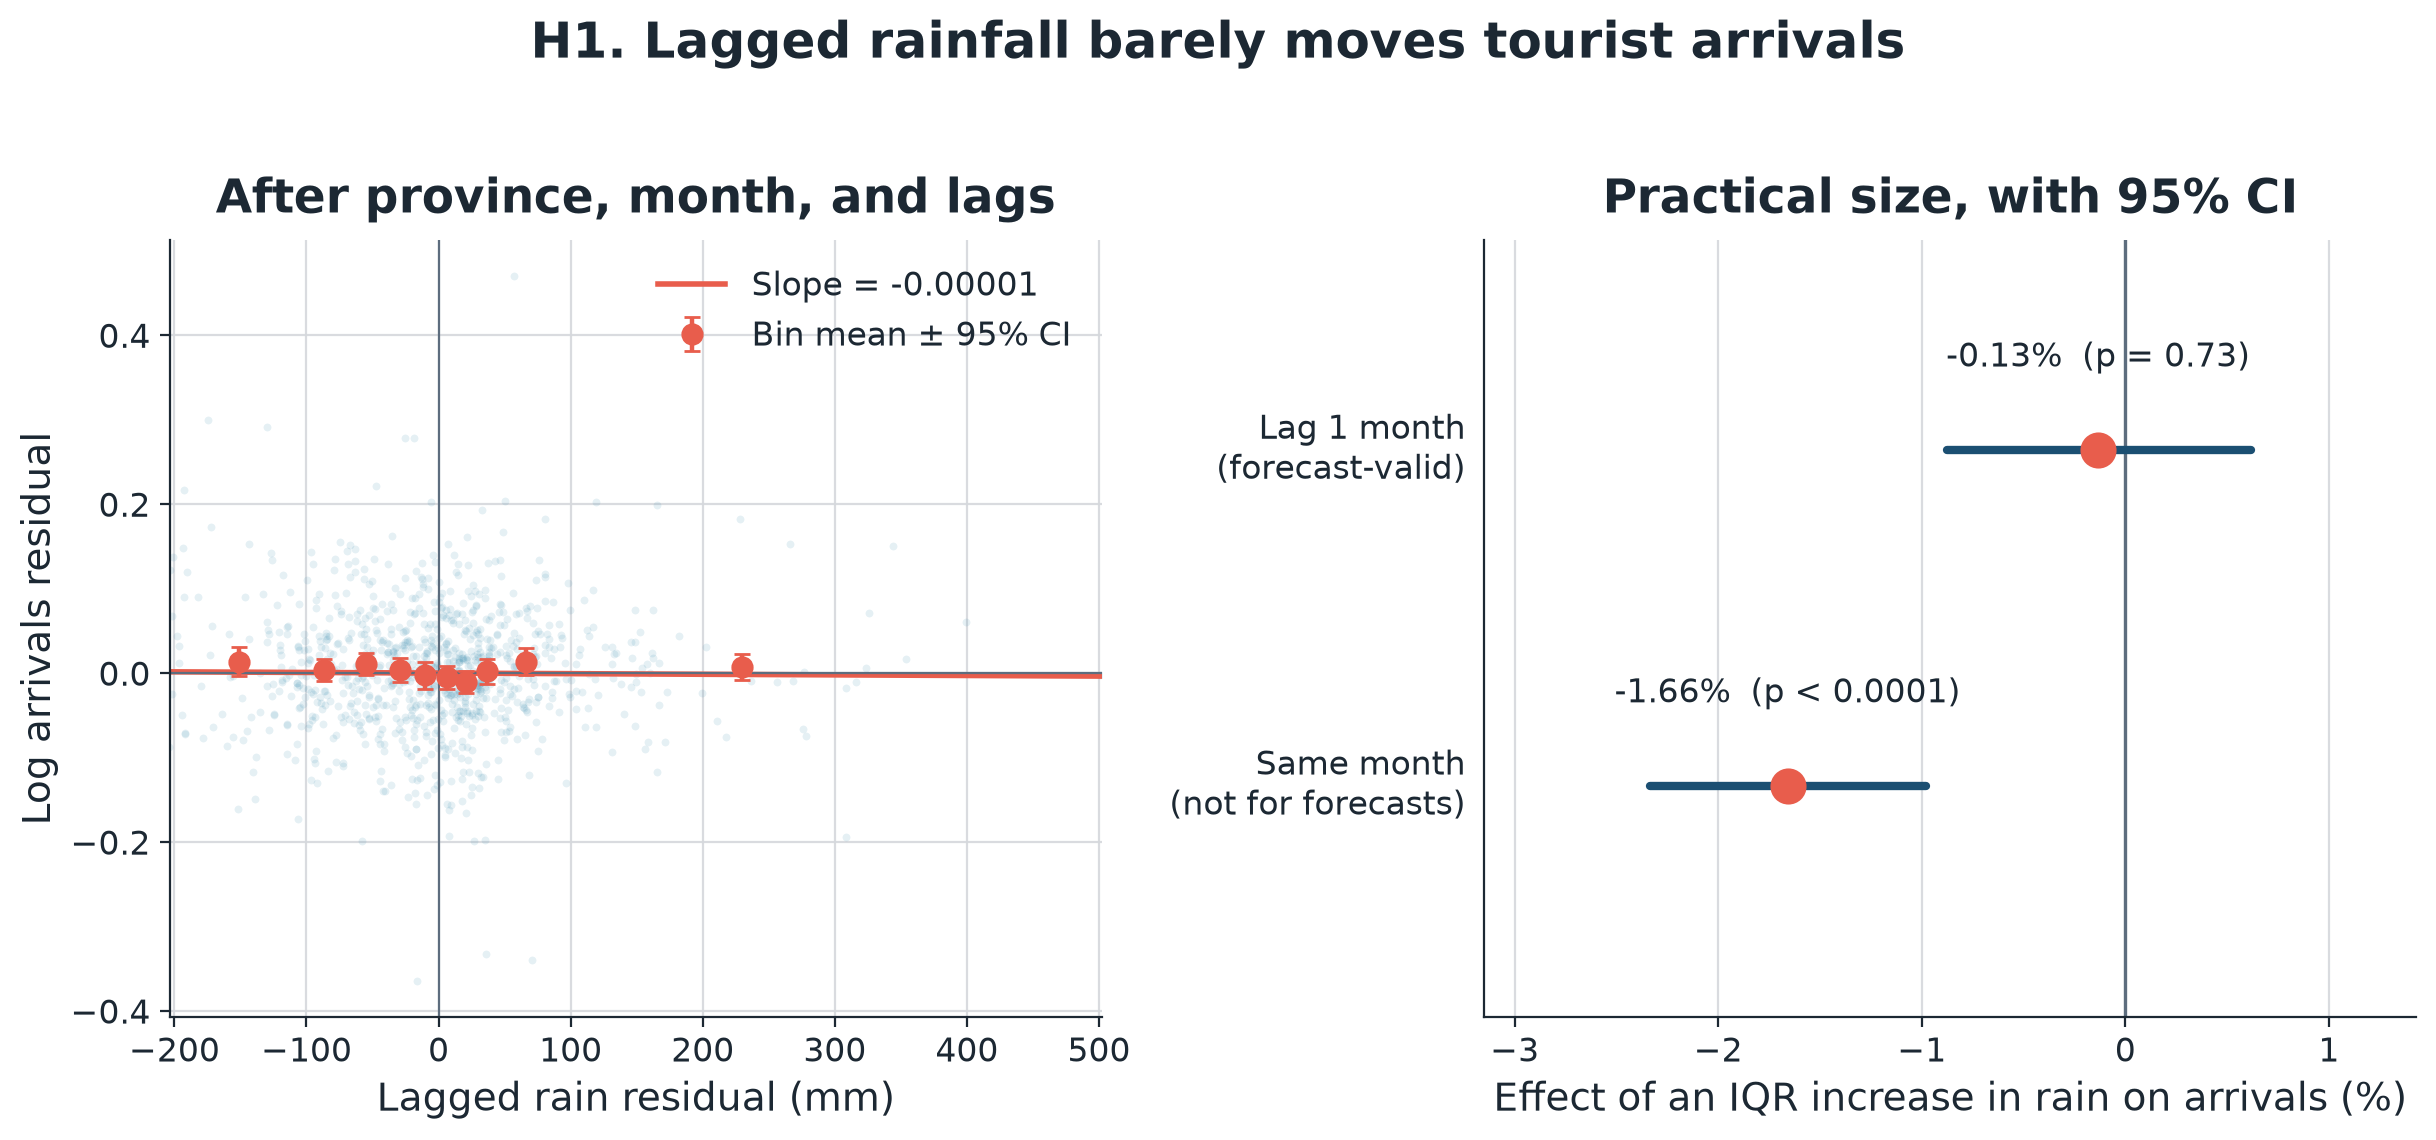 H1. Lagged rainfall barely moves tourist arrivals
After province, month, and lags
Slope = -0.00001
Bin mean ± 95% CI
Log arrivals residual
0.4
0.2
0.0
−0.2
−0.4
−200
−100
0
100
200
300
400
500
Lagged rain residual (mm)
Practical size, with 95% CI
-0.13%  (p = 0.73)
Lag 1 month
(forecast-valid)
-1.66%  (p < 0.0001)
Same month
(not for forecasts)
−3
−2
−1
0
1
Effect of an IQR increase in rain on arrivals (%)